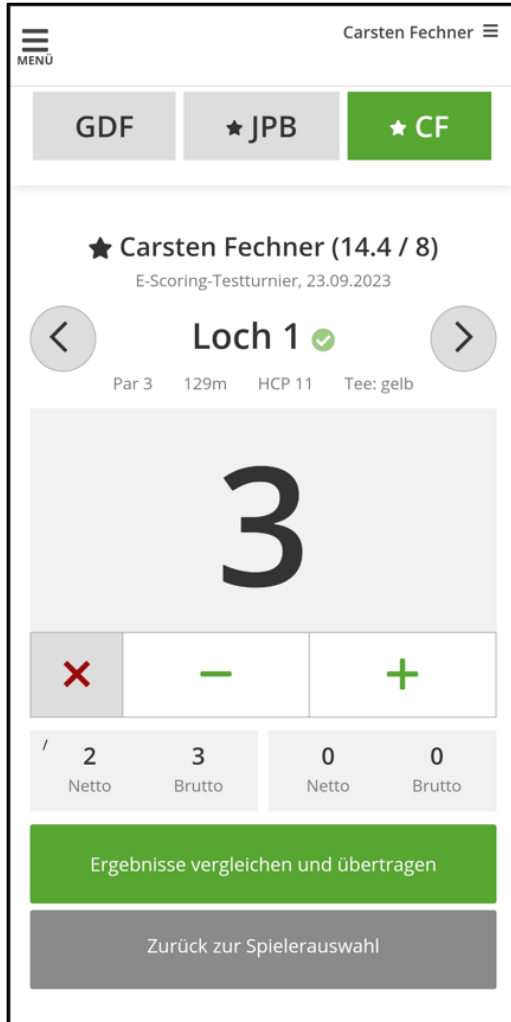 Carsten Fechner
MENÜ
GDF JPB CF
Carsten Fechner (14.4 / 8)
E-Scoring-Testturnier, 23.09.2023
Loch 1
Par 3 129m HCP 11 Tee: gelb
3
/ 2 3 0 0
Netto Brutto Netto Brutto
Ergebnisse vergleichen und übertragen
Zurück zur Spielerauswahl